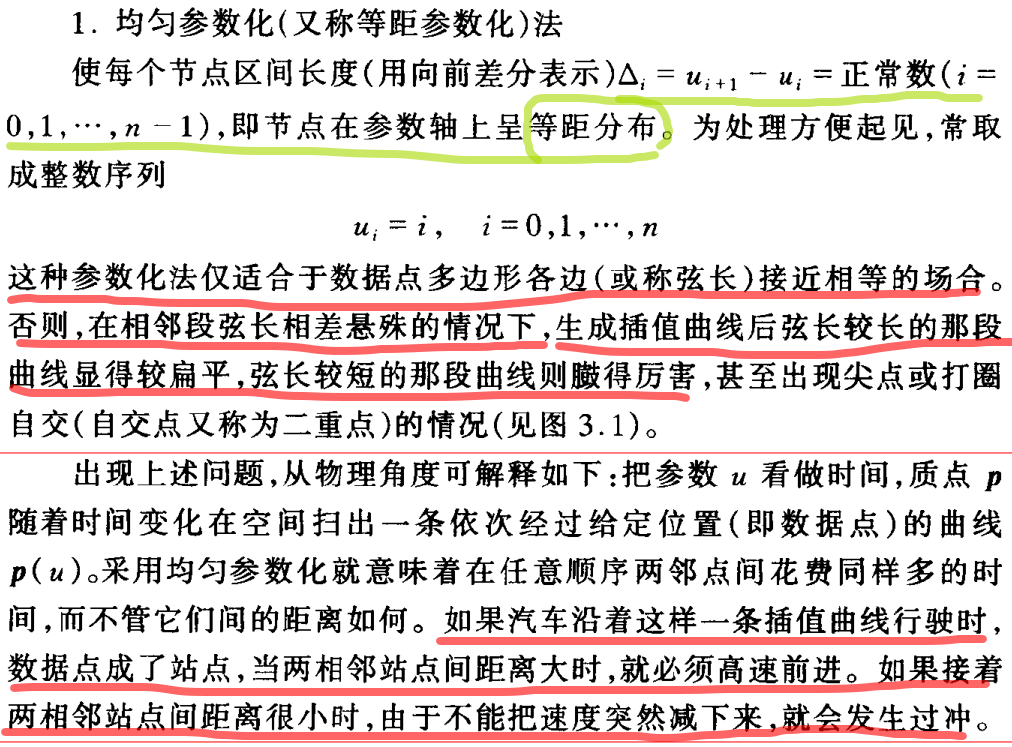 1. 均匀参数化(又称等距参数化)法
使每个节点区间长度(用向前差分表示)Δᵢ = uᵢ₊₁ - uᵢ = 正常数(i =
0,1,⋯,n - 1),即节点在参数轴上呈等距分布。为处理方便起见,常取
成整数序列
uᵢ = i, i = 0,1,⋯,n
这种参数化法仅适合于数据点多边形各边(或称弦长)接近相等的场合。
否则,在相邻段弦长相差悬殊的情况下,生成插值曲线后弦长较长的那段
曲线显得较扁平,弦长较短的那段曲线则臌得厉害,甚至出现尖点或打圈
自交(自交点又称为二重点)的情况(见图 3.1)。
出现上述问题,从物理角度可解释如下:把参数 u 看做时间,质点 p
随着时间变化在空间扫出一条依次经过给定位置(即数据点)的曲线
p(u)。采用均匀参数化就意味着在任意顺序两邻点间花费同样多的时
间,而不管它们间的距离如何。如果汽车沿着这样一条插值曲线行驶时,
数据点成了站点,当两相邻站点间距离大时,就必须高速前进。如果接着
两相邻站点间距离很小时,由于不能把速度突然减下来,就会发生过冲。